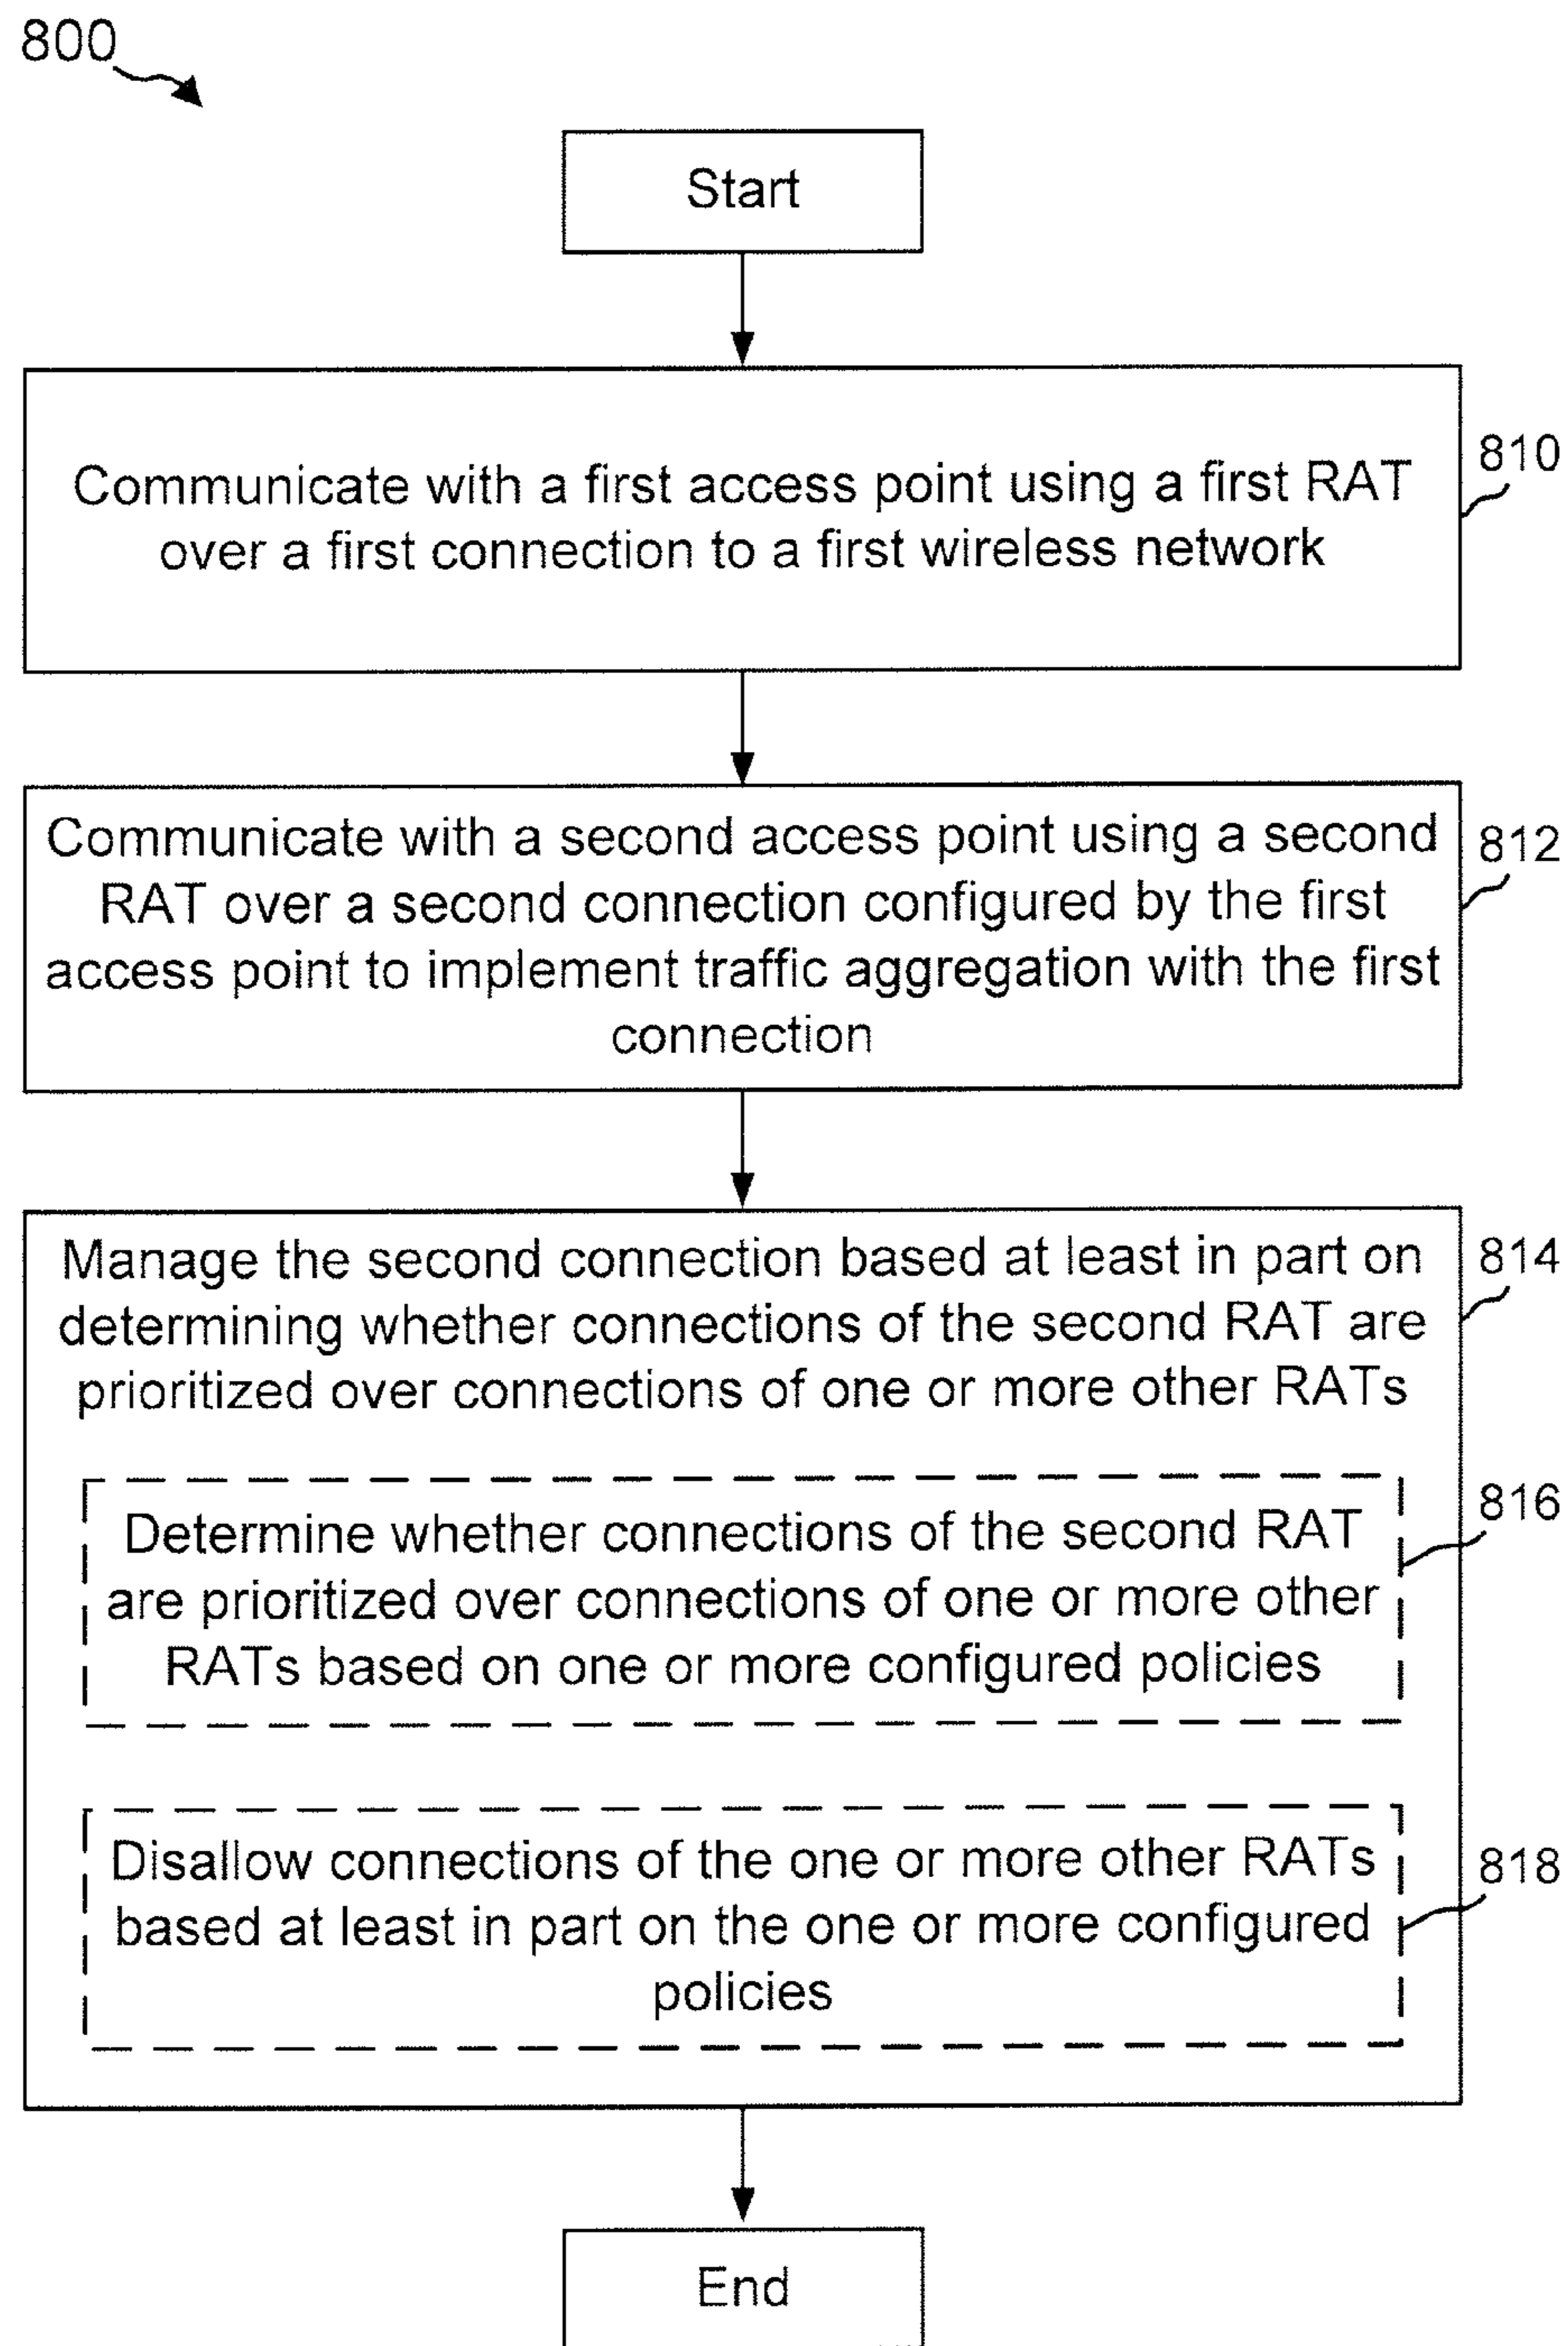 800
Start
Communicate with a first access point using a first RAT
over a first connection to a first wireless network
810
Communicate with a second access point using a second
RAT over a second connection configured by the first
access point to implement traffic aggregation with the first
connection
812
Manage the second connection based at least in part on
determining whether connections of the second RAT are
prioritized over connections of one or more other RATs
814
Determine whether connections of the second RAT
are prioritized over connections of one or more other
RATs based on one or more configured policies
816
Disallow connections of the one or more other RATs
based at least in part on the one or more configured
policies
818
End